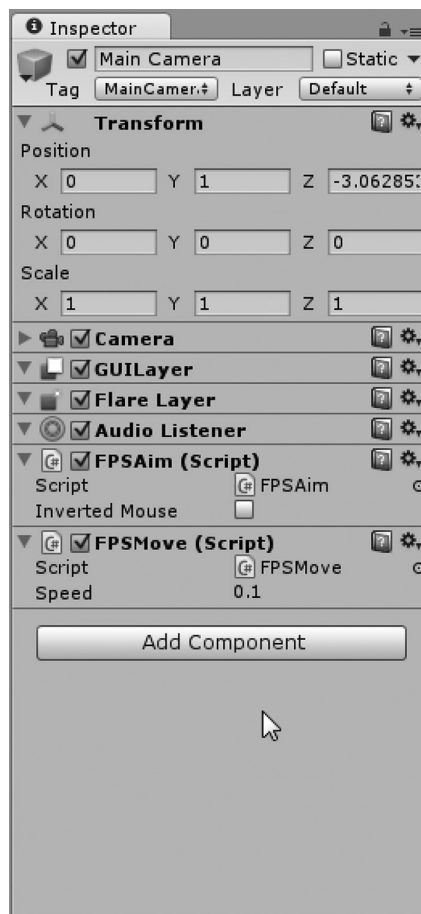 Inspector
Main Camera Static
Tag MainCamer. Layer Default
Transform
Position
X 0 Y 1 Z -3.062853
Rotation
X 0 Y 0 Z 0
Scale
X 1 Y 1 Z 1
Camera
GUILayer
Flare Layer
Audio Listener
C# FPSAim (Script)
Script C# FPSAim
Inverted Mouse
C# FPSMove (Script)
Script C# FPSMove
Speed 0.1
Add Component